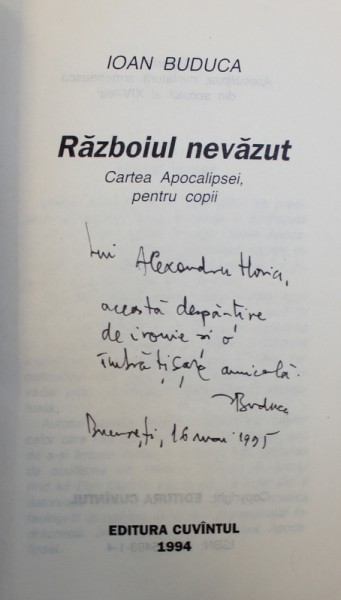 IOAN BUDUCA
Războiul nevăzut
Cartea Apocalipsei,
pentru copii
Lui Alexandru Horia,
această despărțire
de ironie și o
îmbrățișare amicală.
IBuduca
București, 16 mai 1995
EDITURA CUVÎNTUL
1994